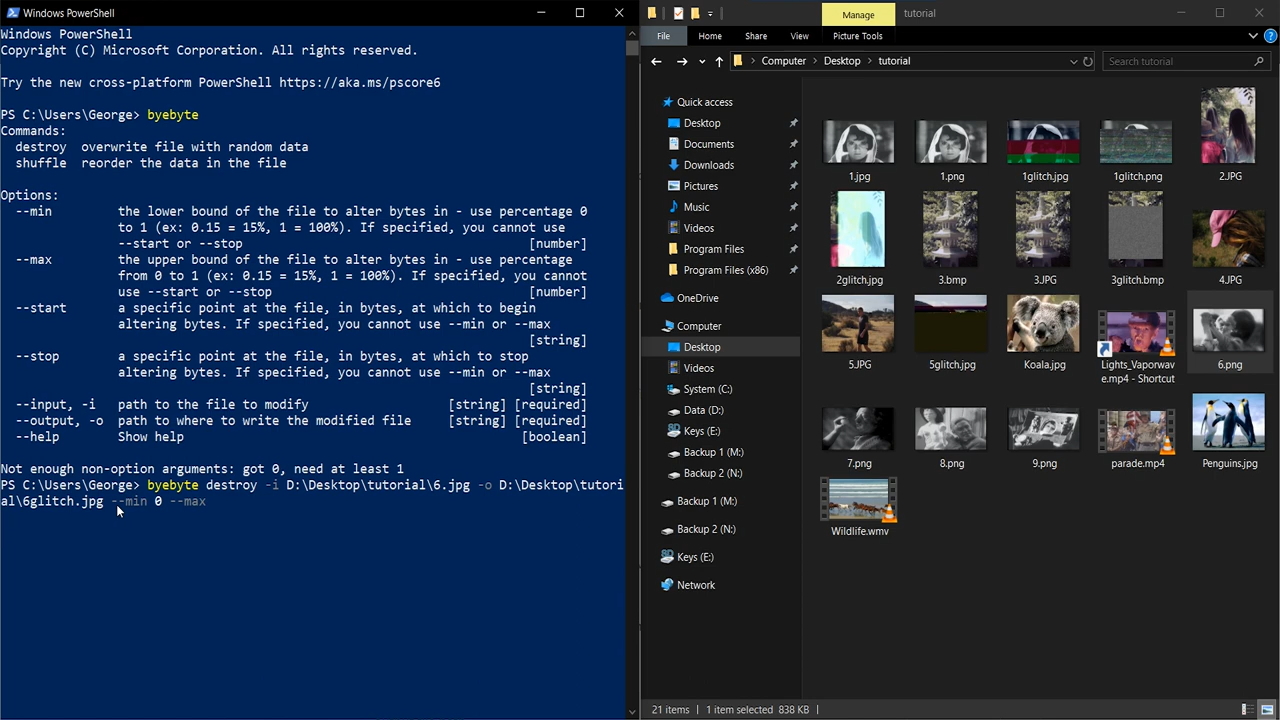 Windows PowerShell
Windows PowerShell
Copyright (C) Microsoft Corporation. All rights reserved.
Try the new cross-platform PowerShell https://aka.ms/pscore6
PS C:\Users\George> byebyte
Commands:
destroy overwrite file with random data
shuffle reorder the data in the file
Options:
--min the lower bound of the file to alter bytes in - use percentage 0
to 1 (ex: 0.15 = 15%, 1 = 100%). If specified, you cannot use
--start or --stop [number]
--max the upper bound of the file to alter bytes in - use percentage
from 0 to 1 (ex: 0.15 = 15%, 1 = 100%). If specified, you cannot
use --start or --stop [number]
--start a specific point at the file, in bytes, at which to begin
altering bytes. If specified, you cannot use --min or --max
[string]
--stop a specific point at the file, in bytes, at which to stop
altering bytes. If specified, you cannot use --min or --max
[string]
--input, -i path to the file to modify [string] [required]
--output, -o path to where to write the modified file [string] [required]
--help Show help [boolean]
Not enough non-option arguments: got 0, need at least 1
PS C:\Users\George> byebyte destroy -i D:\Desktop\tutorial\6.jpg -o D:\Desktop\tutori
al\6glitch.jpg --min 0 --max
Manage tutorial
File Home Share View Picture Tools
Computer Desktop tutorial Search tutorial
Quick access
Desktop
Documents
Downloads
Pictures
Music
Videos
Program Files
Program Files (x86)
OneDrive
Computer
Desktop
Videos
System (C:)
Data (D:)
Keys (E:)
Backup 1 (M:)
Backup 2 (N:)
Backup 1 (M:)
Backup 2 (N:)
Keys (E:)
Network
1.jpg 1.png 1glitch.jpg 1glitch.png 2.JPG
2glitch.jpg 3.bmp 3.JPG 3glitch.bmp 4.JPG
5.JPG 5glitch.jpg Koala.jpg Lights_Vaporwav 6.png
e.mp4 - Shortcut
7.png 8.png 9.png parade.mp4 Penguins.jpg
Wildlife.wmv
21 items 1 item selected 838 KB